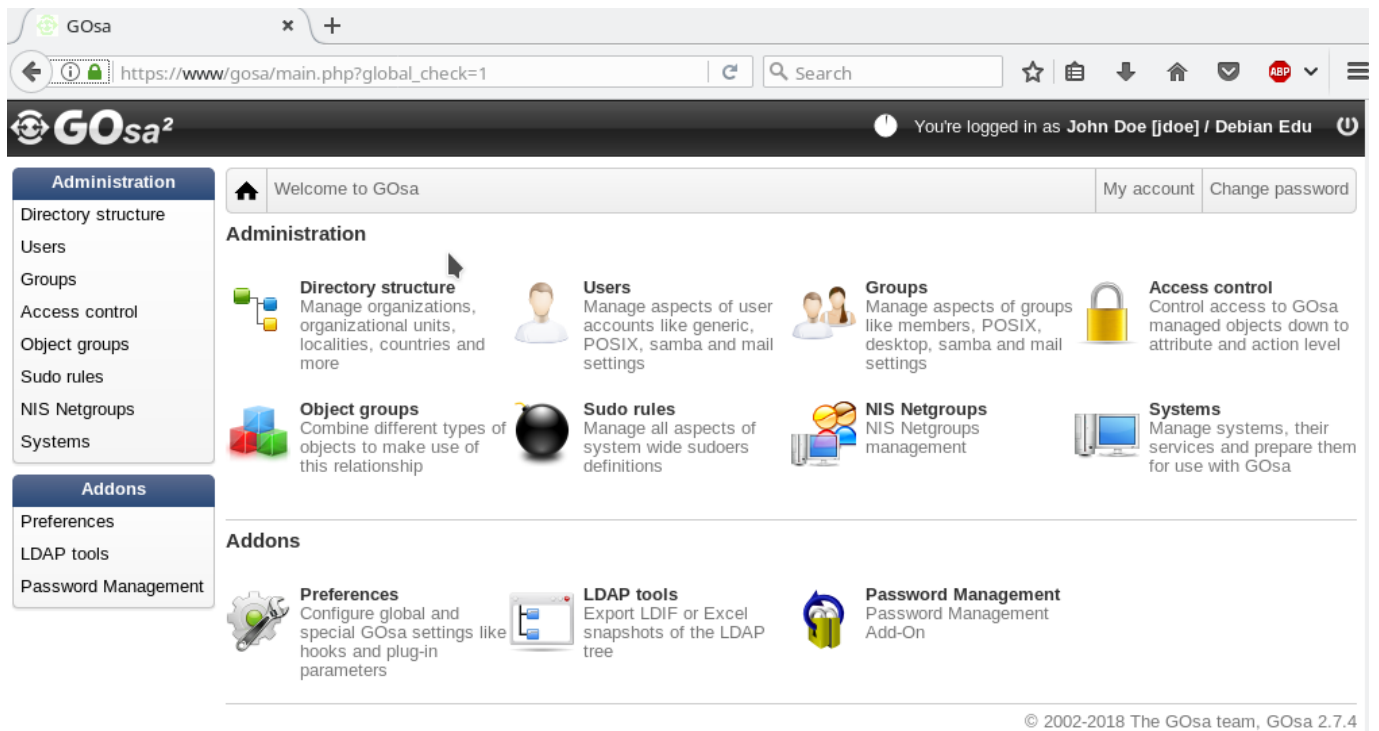 GOsa
https://www/gosa/main.php?global_check=1
Search
ABP
GOsa²
You're logged in as John Doe [jdoe] / Debian Edu
Administration
Directory structure
Users
Groups
Access control
Object groups
Sudo rules
NIS Netgroups
Systems
Addons
Preferences
LDAP tools
Password Management
Welcome to GOsa
My account
Change password
Administration
Directory structure
Manage organizations,
organizational units,
localities, countries and
more
Users
Manage aspects of user
accounts like generic,
POSIX, samba and mail
settings
Groups
Manage aspects of groups
like members, POSIX,
desktop, samba and mail
settings
Access control
Control access to GOsa
managed objects down to
attribute and action level
Object groups
Combine different types of
objects to make use of
this relationship
Sudo rules
Manage all aspects of
system wide sudoers
definitions
NIS Netgroups
NIS Netgroups
management
Systems
Manage systems, their
services and prepare them
for use with GOsa
Addons
Preferences
Configure global and
special GOsa settings like
hooks and plug-in
parameters
LDAP tools
Export LDIF or Excel
snapshots of the LDAP
tree
Password Management
Password Management
Add-On
© 2002-2018 The GOsa team, GOsa 2.7.4